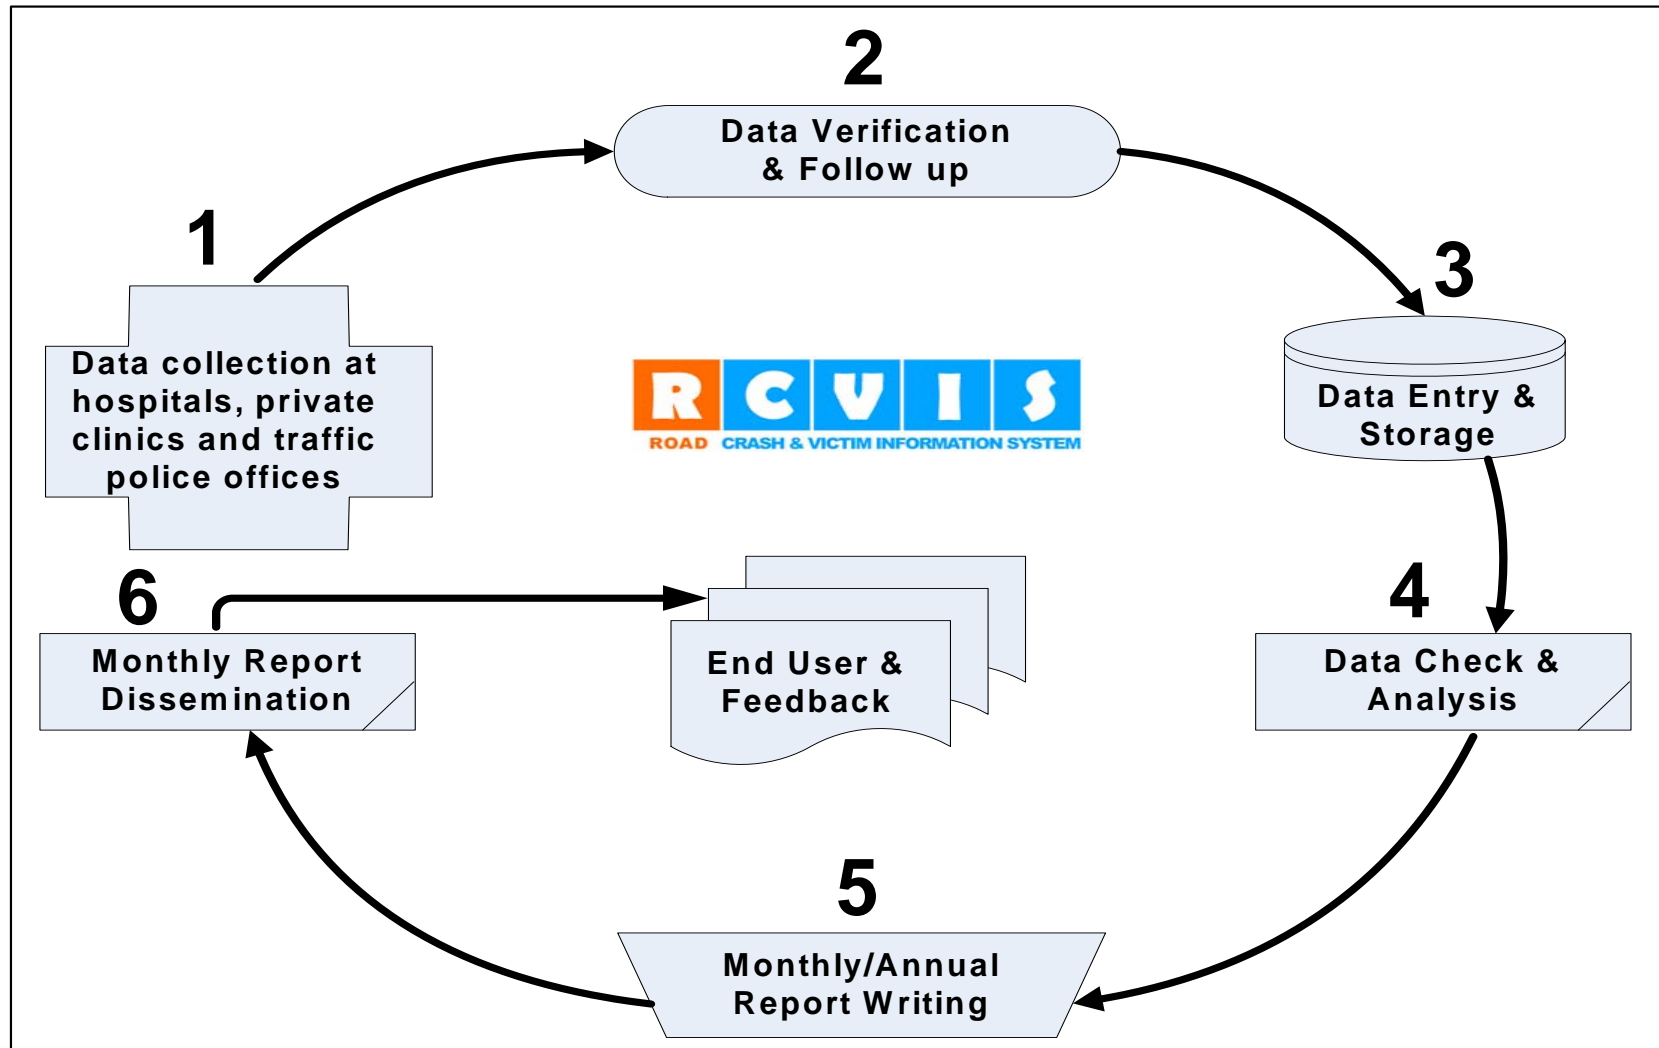 2
Data Verification
& Follow up
1
Data collection at
hospitals, private
clinics and traffic
police offices
3
Data Entry &
Storage
R C V I S
ROAD CRASH & VICTIM INFORMATION SYSTEM
4
Data Check &
Analysis
5
Monthly/Annual
Report Writing
6
Monthly Report
Dissemination
End User &
Feedback